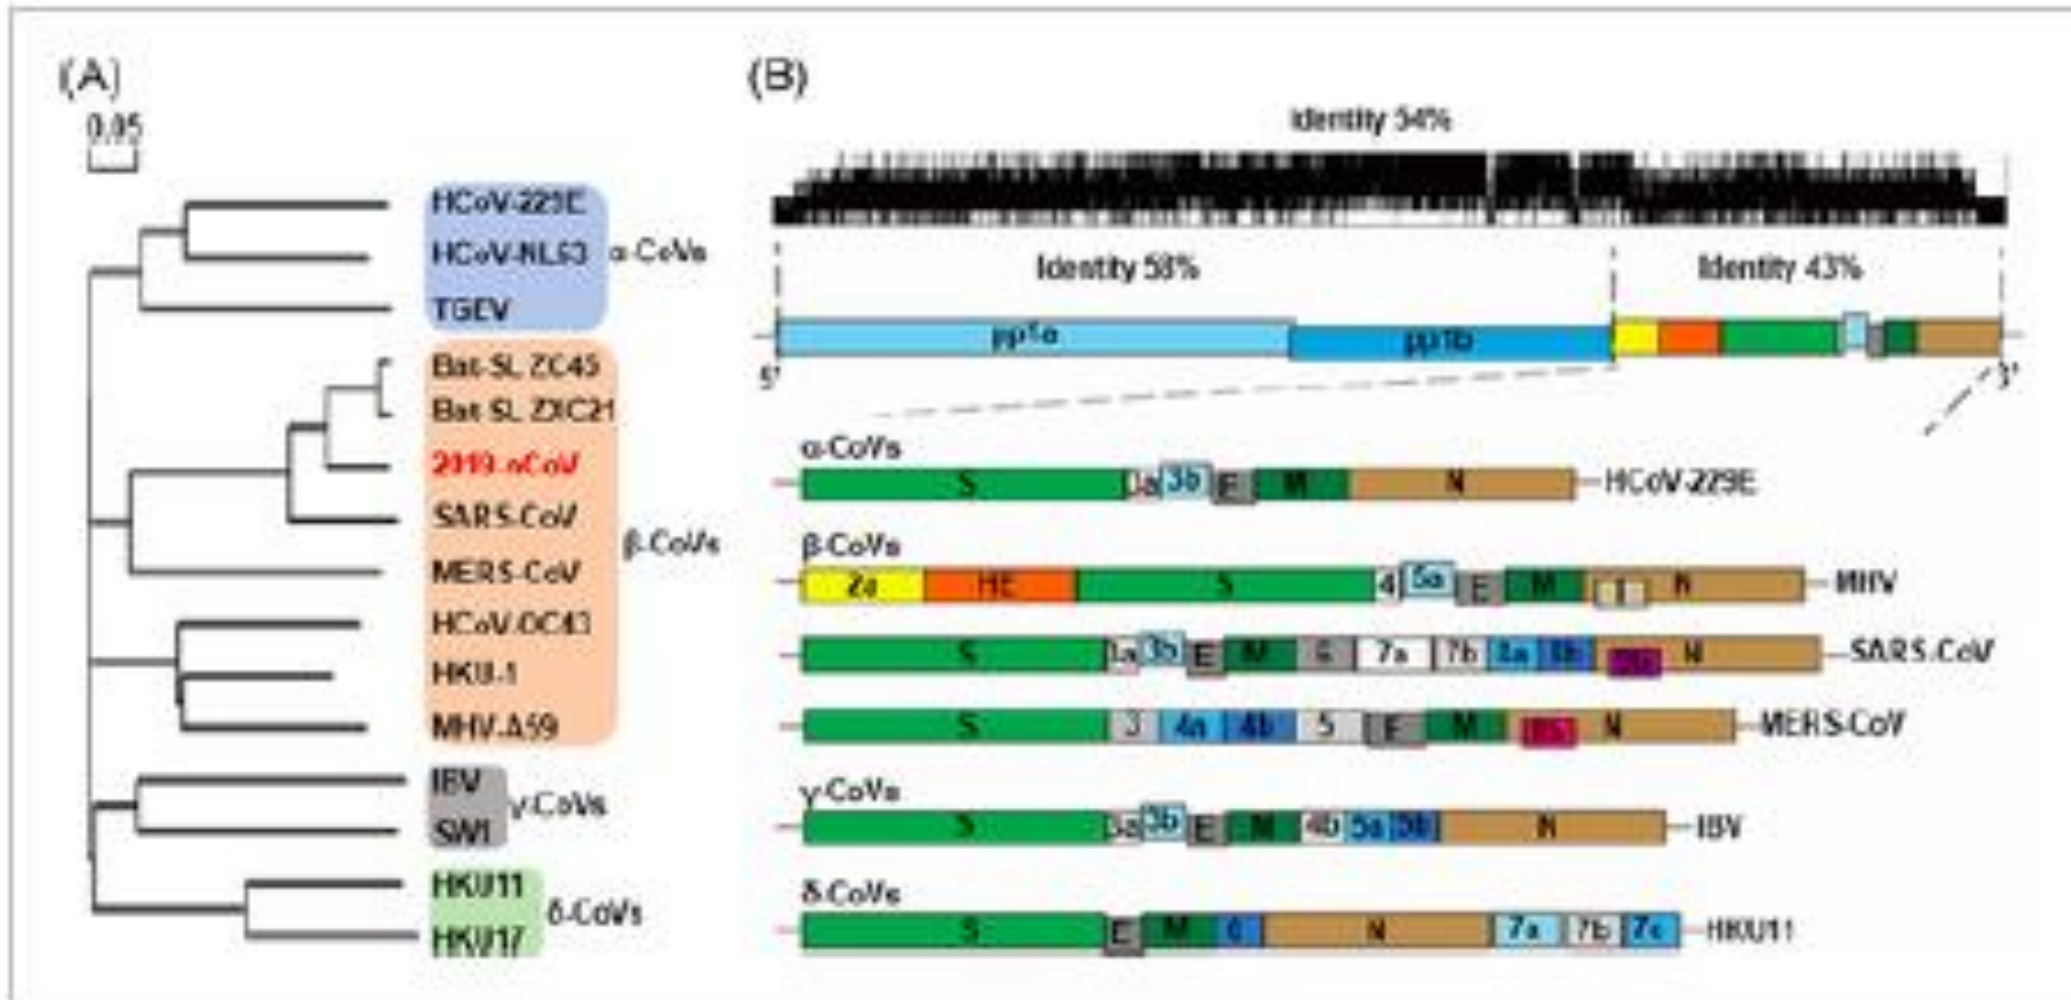 (A)
0.05
HCoV-229E
HCoV-NL63
α-CoVs
TGEV
Bat-SL ZC45
Bat-SL ZXC21
2019-nCoV
SARS-CoV
β-CoVs
MERS-CoV
HCoV-OC43
HKU-1
MHV-A59
IBV
γ-CoVs
SW1
HKU11
δ-CoVs
HKU17
(B)
Identity 54%
Identity 58% Identity 43%
pp1a pp1b
5' 3'
α-CoVs
S 3a 3b E M N HCoV-229E
β-CoVs
2a HE S 4 5a E M I N MHV
S 3a 3b E M 6 7a 7b 8a 8b N SARS-CoV
S 3 4a 4b 5 E M N MERS-CoV
γ-CoVs
S 3a 3b E M 4b 5a 5b N IBV
δ-CoVs
S E M 6 N 7a 7b 7c HKU11